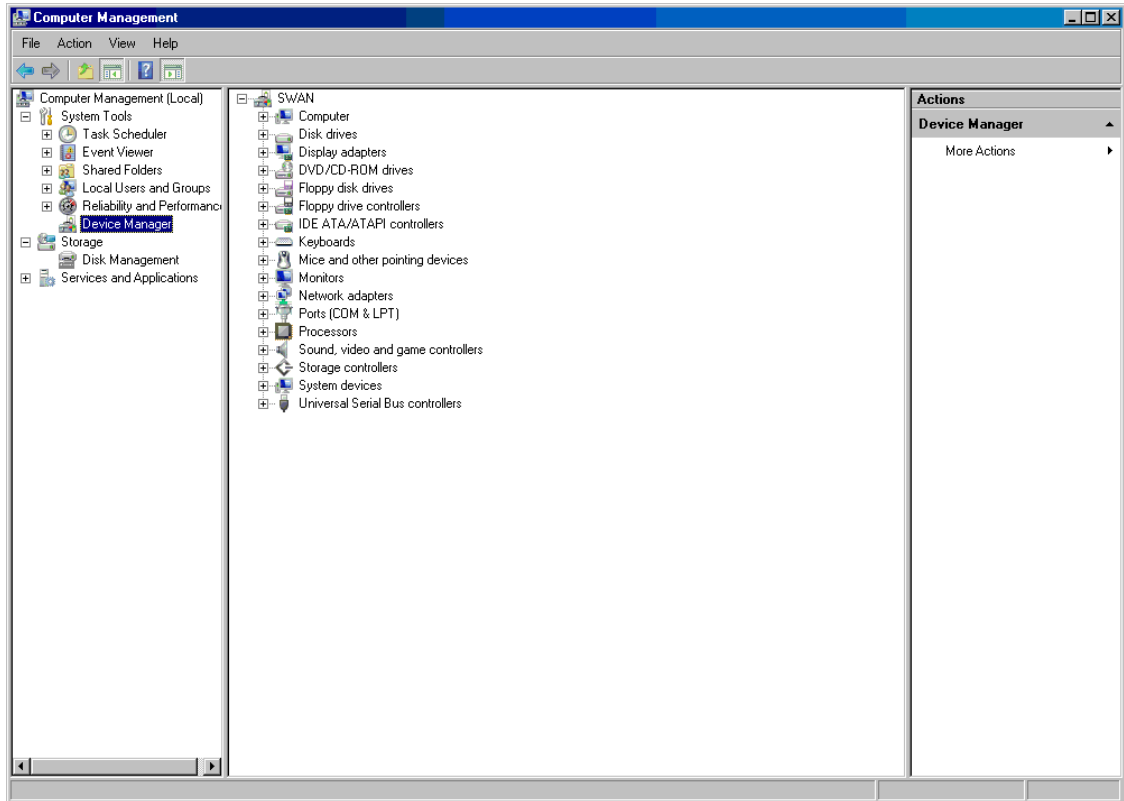 Computer Management
File Action View Help
Computer Management (Local)
System Tools
Task Scheduler
Event Viewer
Shared Folders
Local Users and Groups
Reliability and Performanc
Device Manager
Storage
Disk Management
Services and Applications
SWAN
Computer
Disk drives
Display adapters
DVD/CD-ROM drives
Floppy disk drives
Floppy drive controllers
IDE ATA/ATAPI controllers
Keyboards
Mice and other pointing devices
Monitors
Network adapters
Ports (COM & LPT)
Processors
Sound, video and game controllers
Storage controllers
System devices
Universal Serial Bus controllers
Actions
Device Manager
More Actions